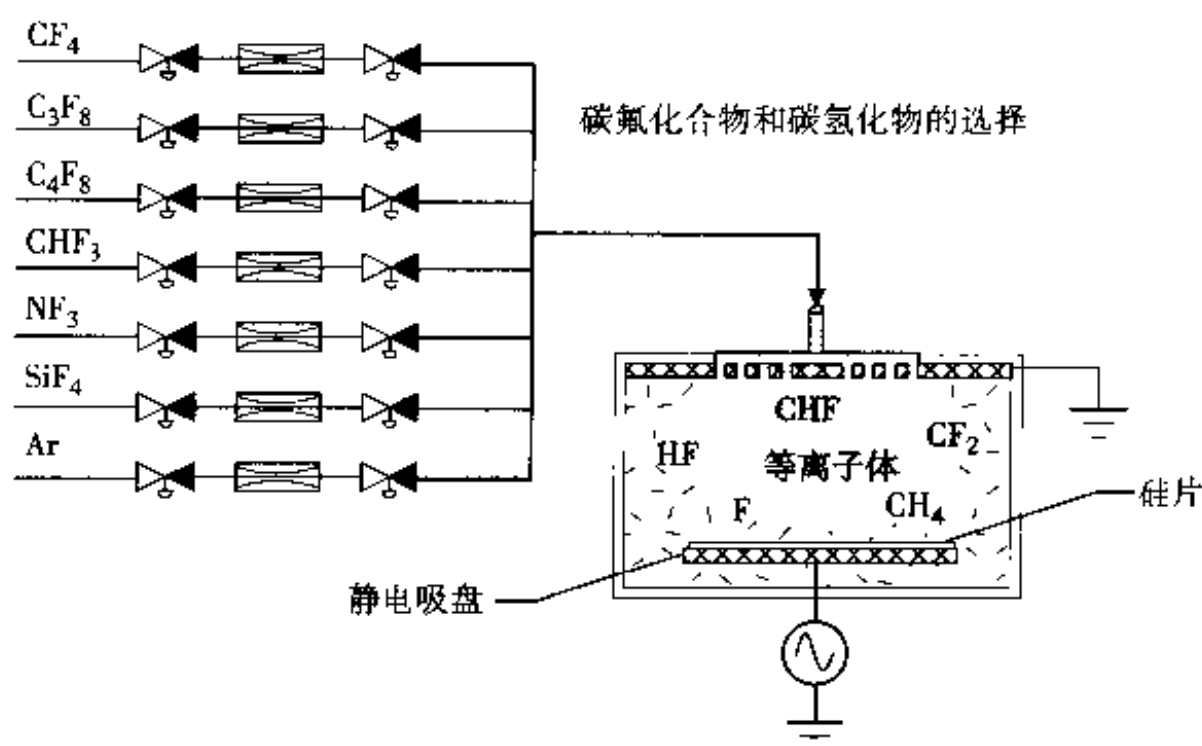 CF₄
C₃F₈
碳氟化合物和碳氢化物的选择
C₄F₈
CHF₃
NF₃
SiF₄
Ar
CHF
CF₂
HF
等离子体
F
CH₄
硅片
静电吸盘